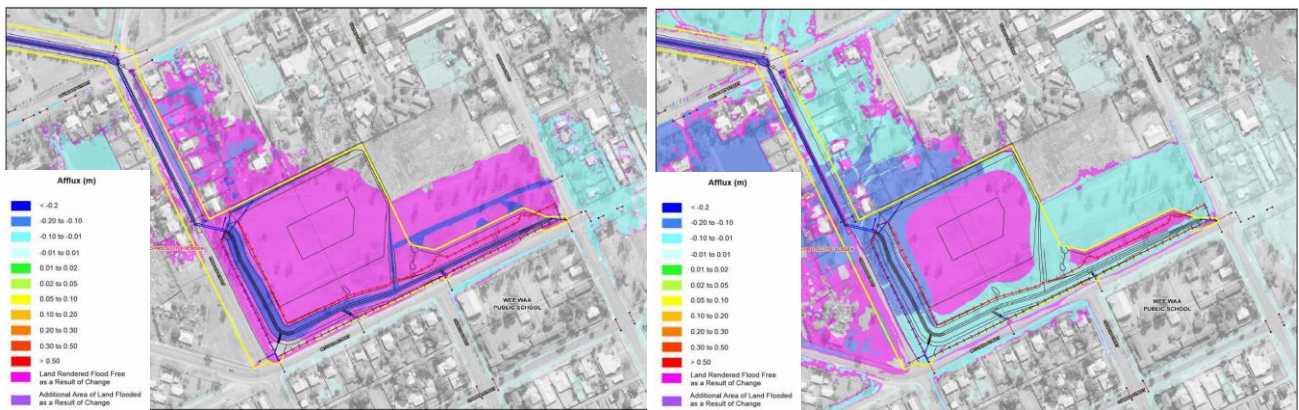 WEE WAA
PUBLIC SCHOOL
Afflux (m)
< -0.2
-0.20 to -0.10
-0.10 to -0.01
-0.01 to 0.01
0.01 to 0.02
0.02 to 0.05
0.05 to 0.10
0.10 to 0.20
0.20 to 0.30
0.30 to 0.50
> 0.50
Land Rendered Flood Free
as a Result of Change
Additional Area of Land Flooded
as a Result of Change
WEE WAA
PUBLIC SCHOOL
Afflux (m)
< -0.2
-0.20 to -0.10
-0.10 to -0.01
-0.01 to 0.01
0.01 to 0.02
0.02 to 0.05
0.05 to 0.10
0.10 to 0.20
0.20 to 0.30
0.30 to 0.50
> 0.50
Land Rendered Flood Free
as a Result of Change
Additional Area of Land Flooded
as a Result of Change